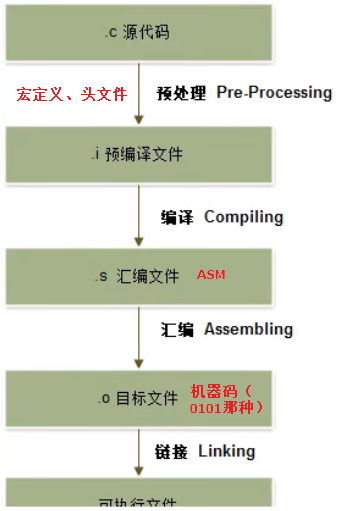 .c 源代码
宏定义、头文件 预处理 Pre-Processing
.i 预编译文件
编译 Compiling
.s 汇编文件 ASM
汇编 Assembling
.o 目标文件 机器码（
0101那种）
链接 Linking
可执行文件